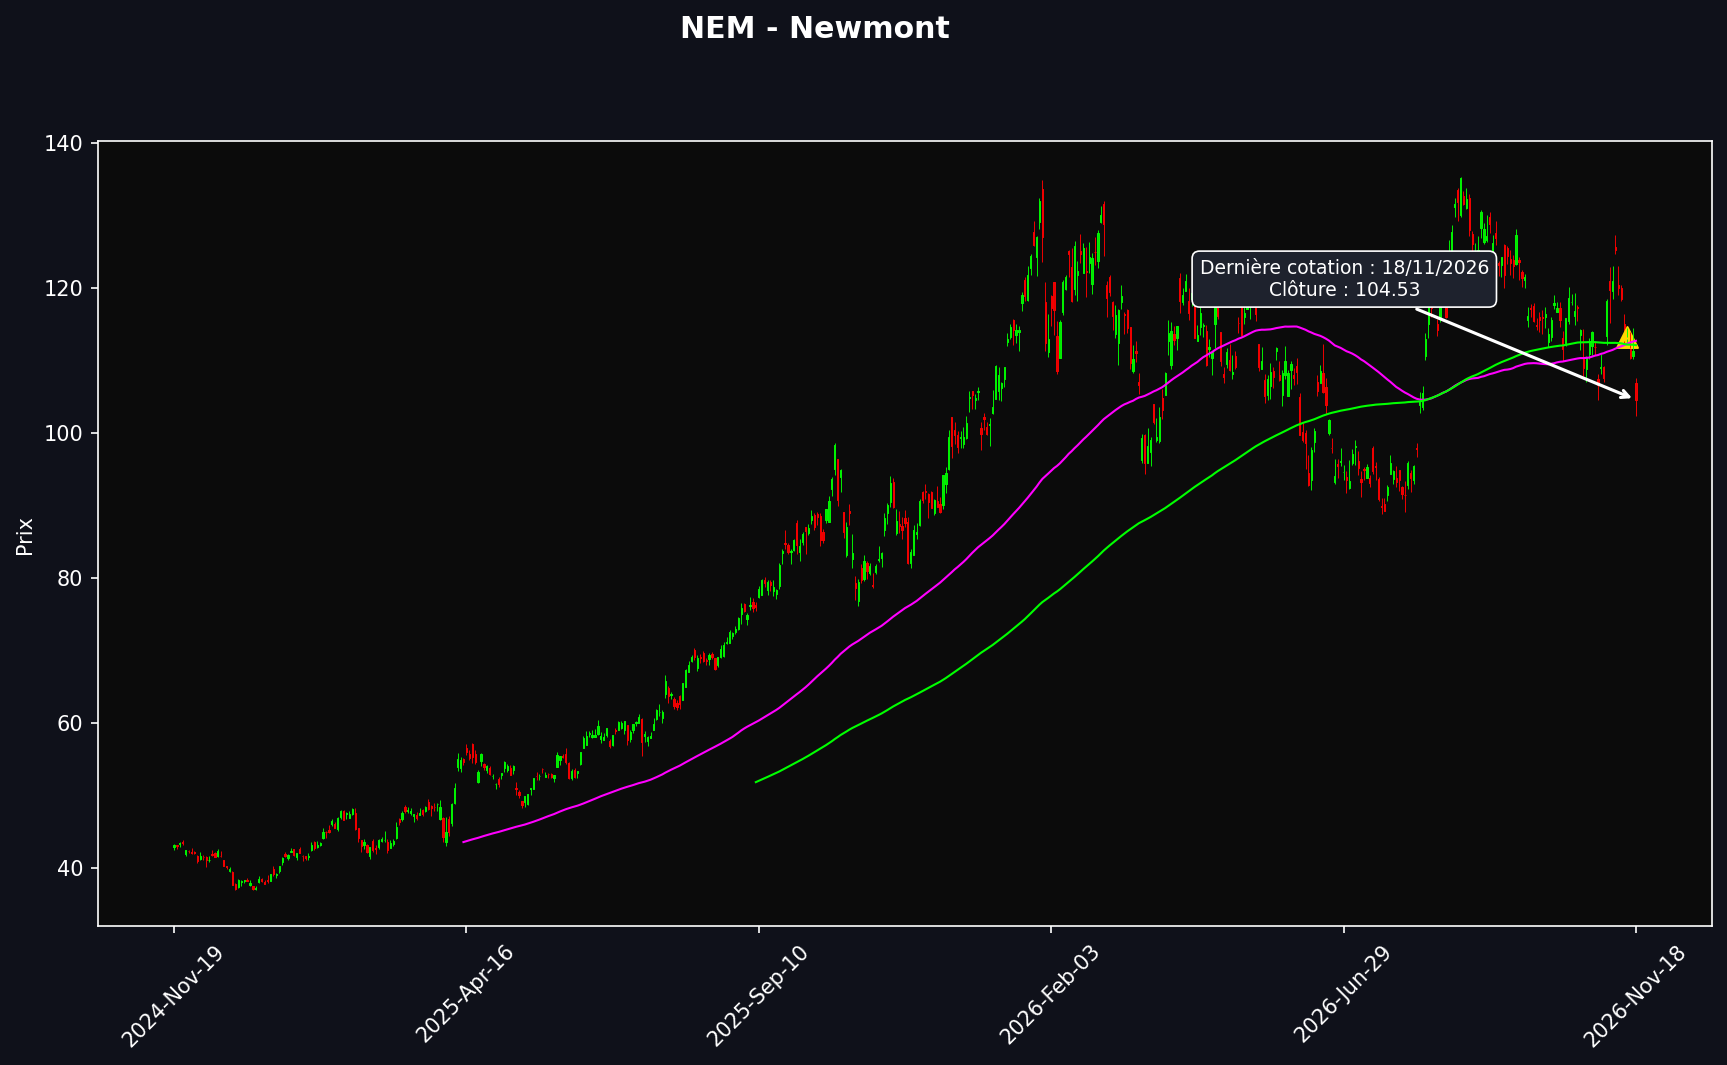 NEM - Newmont
140
120
100
80
60
40
Prix
Dernière cotation : 18/11/2026
Clôture : 104.53
2024-Nov-19
2025-Apr-16
2025-Sep-10
2026-Feb-03
2026-Jun-29
2026-Nov-18